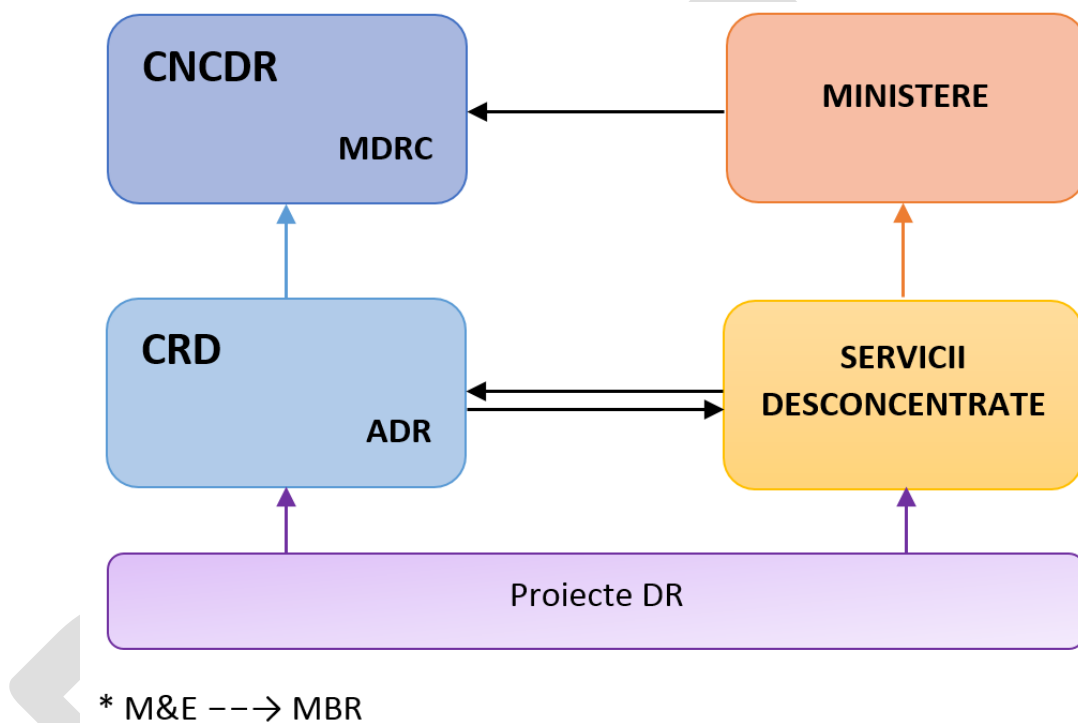 CNCDR
MDRC
MINISTERE
CRD
ADR
SERVICII
DESCONCENTRATE
Proiecte DR
* M&E ---→ MBR